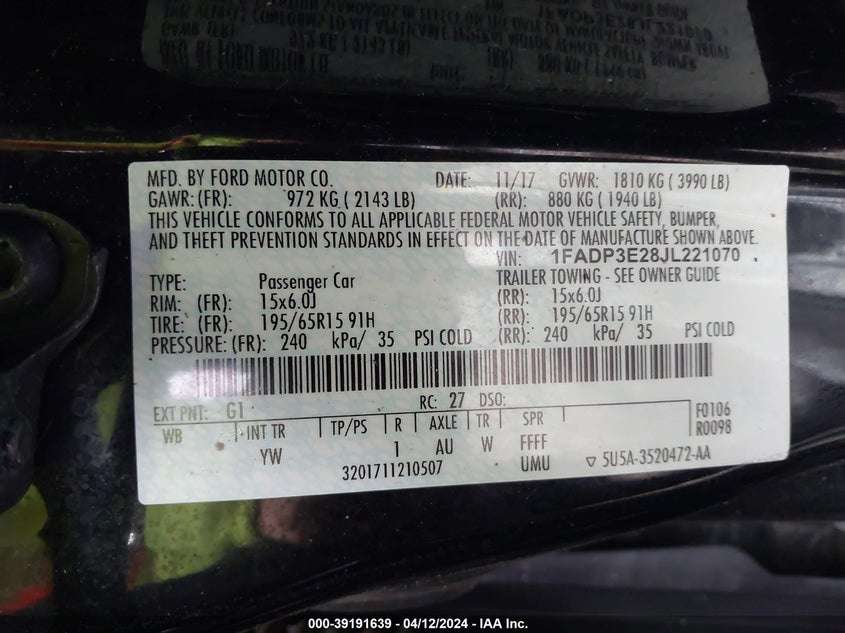 MFD. BY FORD MOTOR CO. DATE: 11/17 GVWR: 1810 KG ( 3990 LB)
GAWR: (FR): 972 KG ( 2143 LB) (RR): 880 KG ( 1940 LB)
THIS VEHICLE CONFORMS TO ALL APPLICABLE FEDERAL MOTOR VEHICLE SAFETY, BUMPER,
AND THEFT PREVENTION STANDARDS IN EFFECT ON THE DATE OF MANUFACTURE SHOWN ABOVE.
VIN: 1FADP3E28JL221070
TYPE: Passenger Car TRAILER TOWING - SEE OWNER GUIDE
RIM: (FR): 15x6.0J (RR): 15x6.0J
TIRE: (FR): 195/65R15 91H (RR): 195/65R15 91H
PRESSURE: (FR): 240 kPa/ 35 PSI COLD (RR): 240 kPa/ 35 PSI COLD
EXT PNT: G1 RC: 27 DSO:
WB INT TR TP/PS R AXLE TR SPR F0106
YW 1 AU W FFFF R0098
3201711210507 UMU ▽ 5U5A-3520472-AA
000-39191639 - 04/12/2024 - IAA Inc.